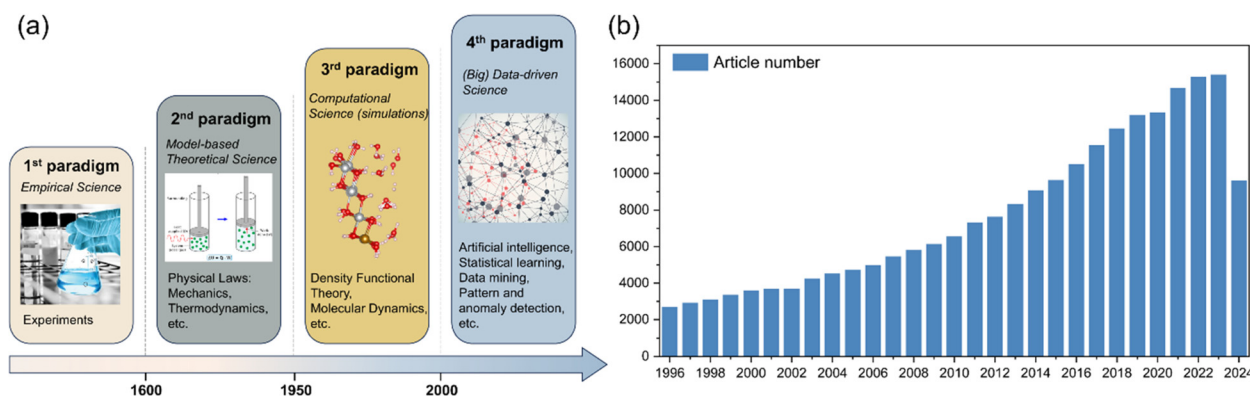 (a)
1st paradigm
Empirical Science
Experiments
2nd paradigm
Model-based
Theoretical Science
Physical Laws:
Mechanics,
Thermodynamics,
etc.
3rd paradigm
Computational
Science (simulations)
Density Functional
Theory,
Molecular Dynamics,
etc.
4th paradigm
(Big) Data-driven
Science
Artificial intelligence,
Statistical learning,
Data mining,
Pattern and
anomaly detection,
etc.
1600
1950
2000
(b)
Article number
16000
14000
12000
10000
8000
6000
4000
2000
0
1996 1998 2000 2002 2004 2006 2008 2010 2012 2014 2016 2018 2020 2022 2024